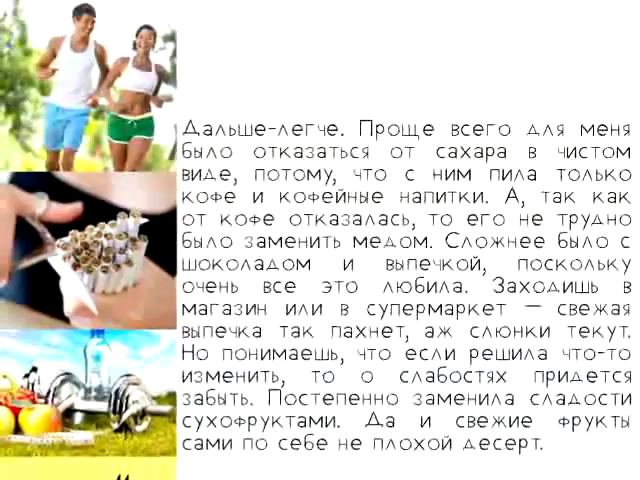 Дальше-легче. Проще всего для меня
было отказаться от сахара в чистом
виде, потому, что с ним пила только
кофе и кофейные напитки. А, так как
от кофе отказалась, то его не трудно
было заменить медом. Сложнее было с
шоколадом и выпечкой, поскольку
очень все это любила. Заходишь в
магазин или в супермаркет — свежая
выпечка так пахнет, аж слюнки текут.
Но понимаешь, что если решила что-то
изменить, то о слабостях придется
забыть. Постепенно заменила сладости
сухофруктами. Да и свежие фрукты
сами по себе не плохой десерт.